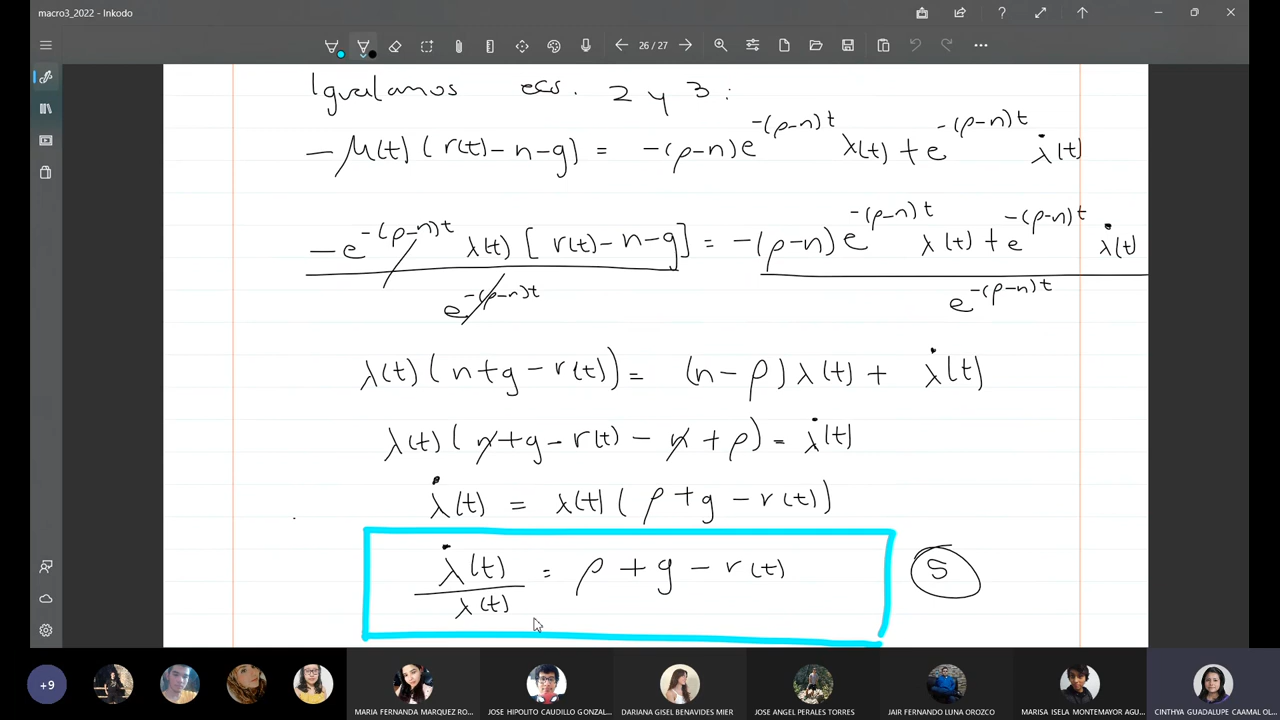 macro3_2022 - Inkodo
26 / 27
Igualamos ecs. 2 y 3 :
- μ(t) ( r(t) - n - g ) = -(ρ-n)e^{-(ρ-n)t} λ(t) + e^{-(ρ-n)t} λ̇(t)
-e^{-(ρ-n)t} λ(t) [ r(t) - n - g ] = -(ρ-n) e^{-(ρ-n)t} λ(t) + e^{-(ρ-n)t} λ̇(t)
e^{-(ρ-n)t} e^{-(ρ-n)t}
λ(t) ( n + g - r(t) ) = (n - ρ) λ(t) + λ̇(t)
λ(t) ( n + g - r(t) - n + ρ ) = λ̇(t)
λ̇(t) = λ(t) ( ρ + g - r(t) )
λ̇(t) = ρ + g - r(t) 5
λ(t)
+9
MARIA FERNANDA MARQUEZ RO... JOSE HIPOLITO CAUDILLO GONZAL... DARIANA GISEL BENAVIDES MIER JOSE ANGEL PERALES TORRES JAIR FERNANDO LUNA OROZCO MARISA ISELA MONTEMAYOR AGU... CINTHYA GUADALUPE CAAMAL OL...